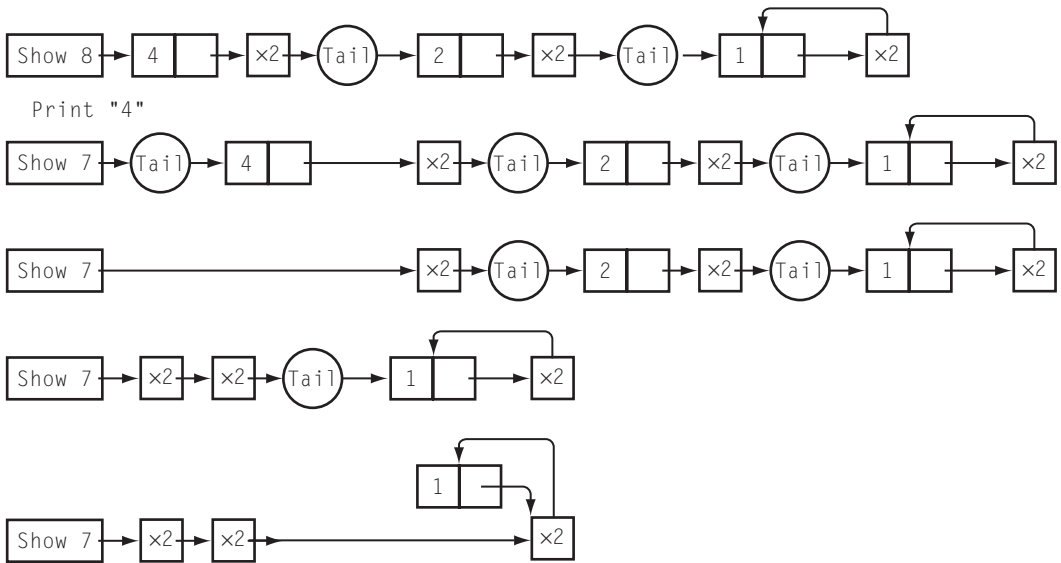 Show 8 4 ×2 Tail 2 ×2 Tail 1 ×2
Print "4"
Show 7 Tail 4 ×2 Tail 2 ×2 Tail 1 ×2
Show 7 ×2 Tail 2 ×2 Tail 1 ×2
Show 7 ×2 ×2 Tail 1 ×2
1
Show 7 ×2 ×2 ×2